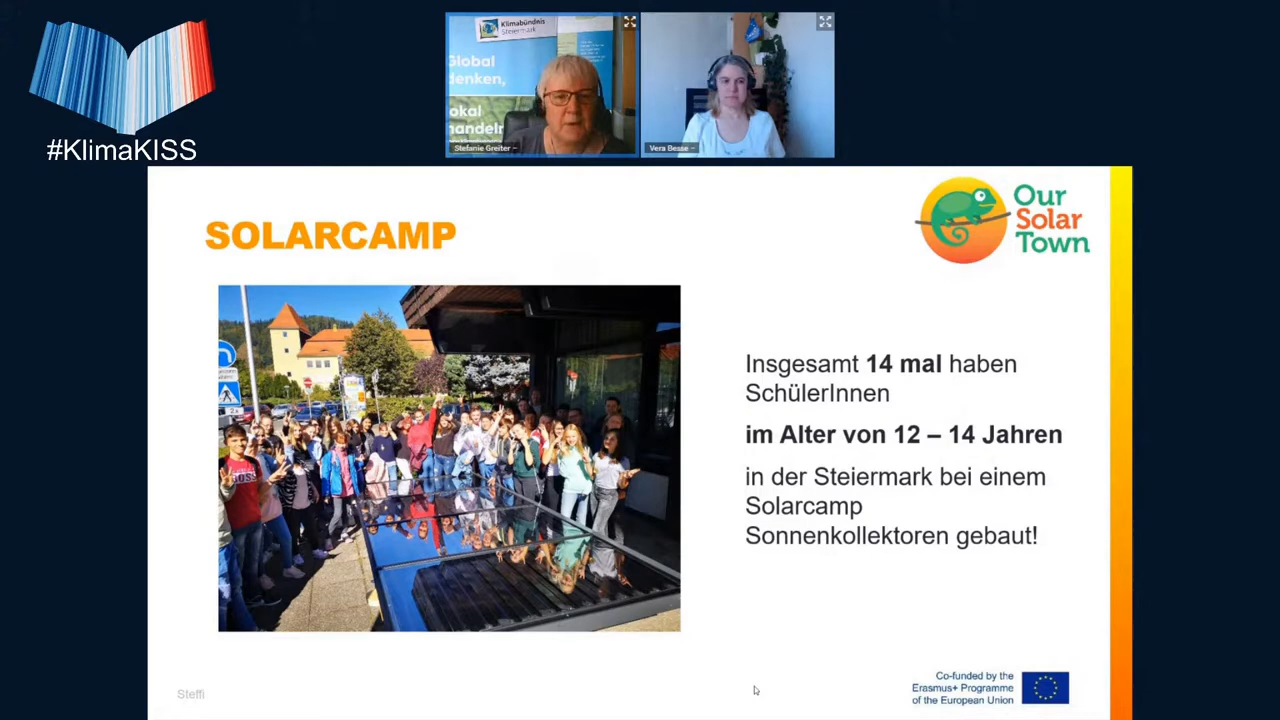 #KlimaKISS
Klimabündnis
Steiermark
Global
denken,
lokal
handeln
Stefanie Greiter
Vera Besse
SOLARCAMP
Our
Solar
Town
BOSS
Insgesamt 14 mal haben
SchülerInnen
im Alter von 12 – 14 Jahren
in der Steiermark bei einem
Solarcamp
Sonnenkollektoren gebaut!
Steffi
Co-funded by the
Erasmus+ Programme
of the European Union